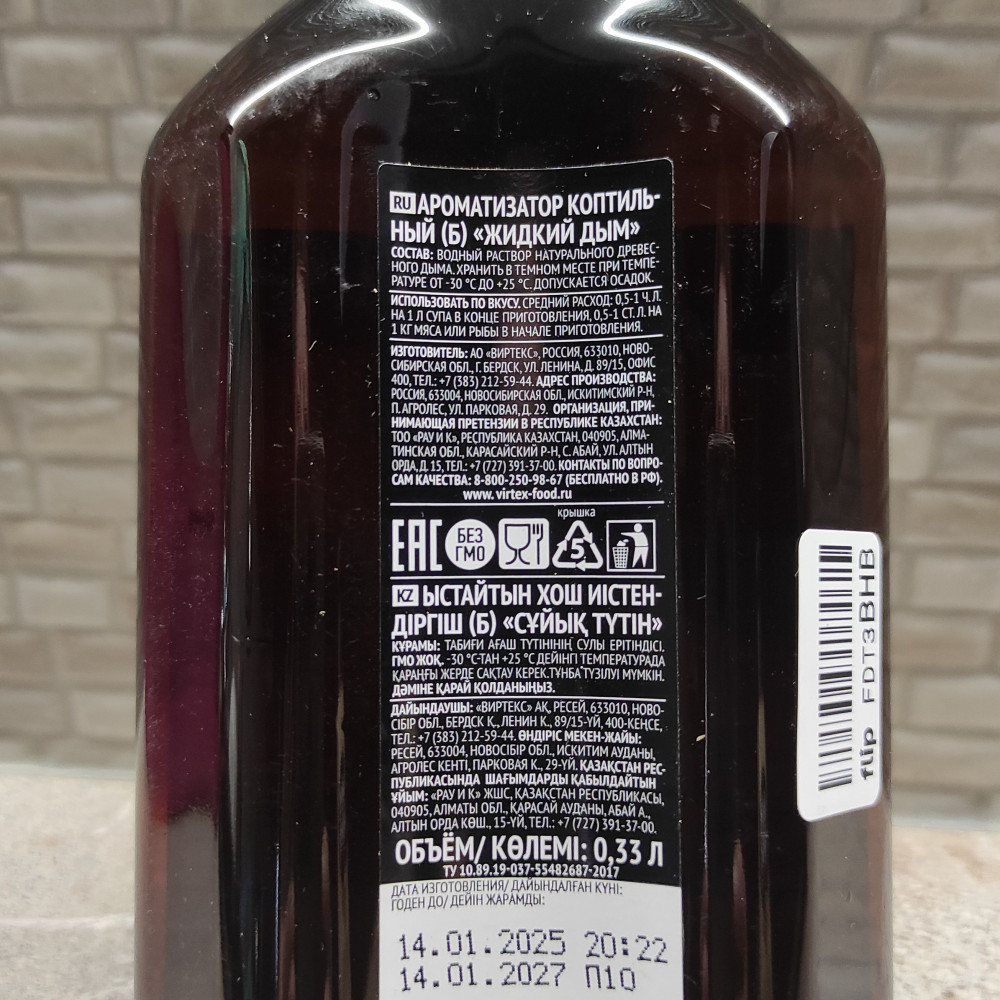 RU АРОМАТИЗАТОР КОПТИЛЬ-
НЫЙ (Б) «ЖИДКИЙ ДЫМ»
СОСТАВ: ВОДНЫЙ РАСТВОР НАТУРАЛЬНОГО ДРЕВЕС-
НОГО ДЫМА. ХРАНИТЬ В ТЕМНОМ МЕСТЕ ПРИ ТЕМПЕ-
РАТУРЕ ОТ -30 °С ДО +25 °С. ДОПУСКАЕТСЯ ОСАДОК.
ИСПОЛЬЗОВАТЬ ПО ВКУСУ. СРЕДНИЙ РАСХОД: 0,5-1 Ч.Л.
НА 1 Л СУПА В КОНЦЕ ПРИГОТОВЛЕНИЯ, 0,5-1 СТ. Л. НА
1 КГ МЯСА ИЛИ РЫБЫ В НАЧАЛЕ ПРИГОТОВЛЕНИЯ.
ИЗГОТОВИТЕЛЬ: АО «ВИРТЕКС», РОССИЯ, 633010, НОВО-
СИБИРСКАЯ ОБЛ., Г. БЕРДСК, УЛ. ЛЕНИНА, Д. 89/15, ОФИС
400, ТЕЛ.: +7 (383) 212-59-44. АДРЕС ПРОИЗВОДСТВА:
РОССИЯ, 633004, НОВОСИБИРСКАЯ ОБЛ., ИСКИТИМСКИЙ Р-Н,
П. АГРОЛЕС, УЛ. ПАРКОВАЯ, Д. 29. ОРГАНИЗАЦИЯ, ПРИ-
НИМАЮЩАЯ ПРЕТЕНЗИИ В РЕСПУБЛИКЕ КАЗАХСТАН:
ТОО «РАУ И К», РЕСПУБЛИКА КАЗАХСТАН, 040905, АЛМА-
ТИНСКАЯ ОБЛ., КАРАСАЙСКИЙ Р-Н, С. АБАЙ, УЛ. АЛТЫН
ОРДА, Д. 15, ТЕЛ.: +7 (727) 391-37-00. КОНТАКТЫ ПО ВОПРО-
САМ КАЧЕСТВА: 8-800-250-98-67 (БЕСПЛАТНО В РФ).
www. virtex-food.ru
крышка
ЕАС БЕЗ ГМО 5
KZ ЫСТАЙТЫН ХОШ ИІСТЕН-
ДІРГІШ (Б) «СҰЙЫҚ ТҮТІН»
ҚҰРАМЫ: ТАБИҒИ АҒАШ ТҮТІНІНІҢ СУЛЫ ЕРІТІНДІСІ.
ГМО ЖОҚ. -30 °С-ТАН +25 °С ДЕЙІНГІ ТЕМПЕРАТУРАДА
ҚАРАҢҒЫ ЖЕРДЕ САҚТАУ КЕРЕК. ТҰНБА ТҮЗІЛУІ МҮМКІН.
ДӘМІНЕ ҚАРАЙ ҚОЛДАНЫҢЫЗ.
ДАЙЫНДАУШЫ: «ВИРТЕКС» АҚ, РЕСЕЙ, 633010, НОВО-
СІБІР ОБЛ., БЕРДСК Қ., ЛЕНИН К., 89/15-ҮЙ, 400-КЕҢСЕ,
ТЕЛ.: +7 (383) 212-59-44. ӨНДІРІС МЕКЕН-ЖАЙЫ:
РЕСЕЙ, 633004, НОВОСІБІР ОБЛ., ИСКИТИМ АУДАНЫ,
АГРОЛЕС КЕНТІ, ПАРКОВАЯ К., 29-ҮЙ. ҚАЗАҚСТАН РЕС-
ПУБЛИКАСЫНДА ШАҒЫМДАРДЫ ҚАБЫЛДАЙТЫН
ҰЙЫМ: «РАУ И К» ЖШС, ҚАЗАҚСТАН РЕСПУБЛИКАСЫ,
040905, АЛМАТЫ ОБЛ., ҚАРАСАЙ АУДАНЫ, АБАЙ А.,
АЛТЫН ОРДА КӨШ., 15-ҮЙ, ТЕЛ.: +7 (727) 391-37-00.
ОБЪЁМ/ КӨЛЕМІ: 0,33 Л
ТУ 10.89.19-037-55482687-2017
ДАТА ИЗГОТОВЛЕНИЯ/ ДАЙЫНДАЛҒАН КҮНІ:
ГОДЕН ДО/ ДЕЙІН ЖАРАМДЫ:
14.01.2025 20:22
14.01.2027 П10
flip FDT3BHB